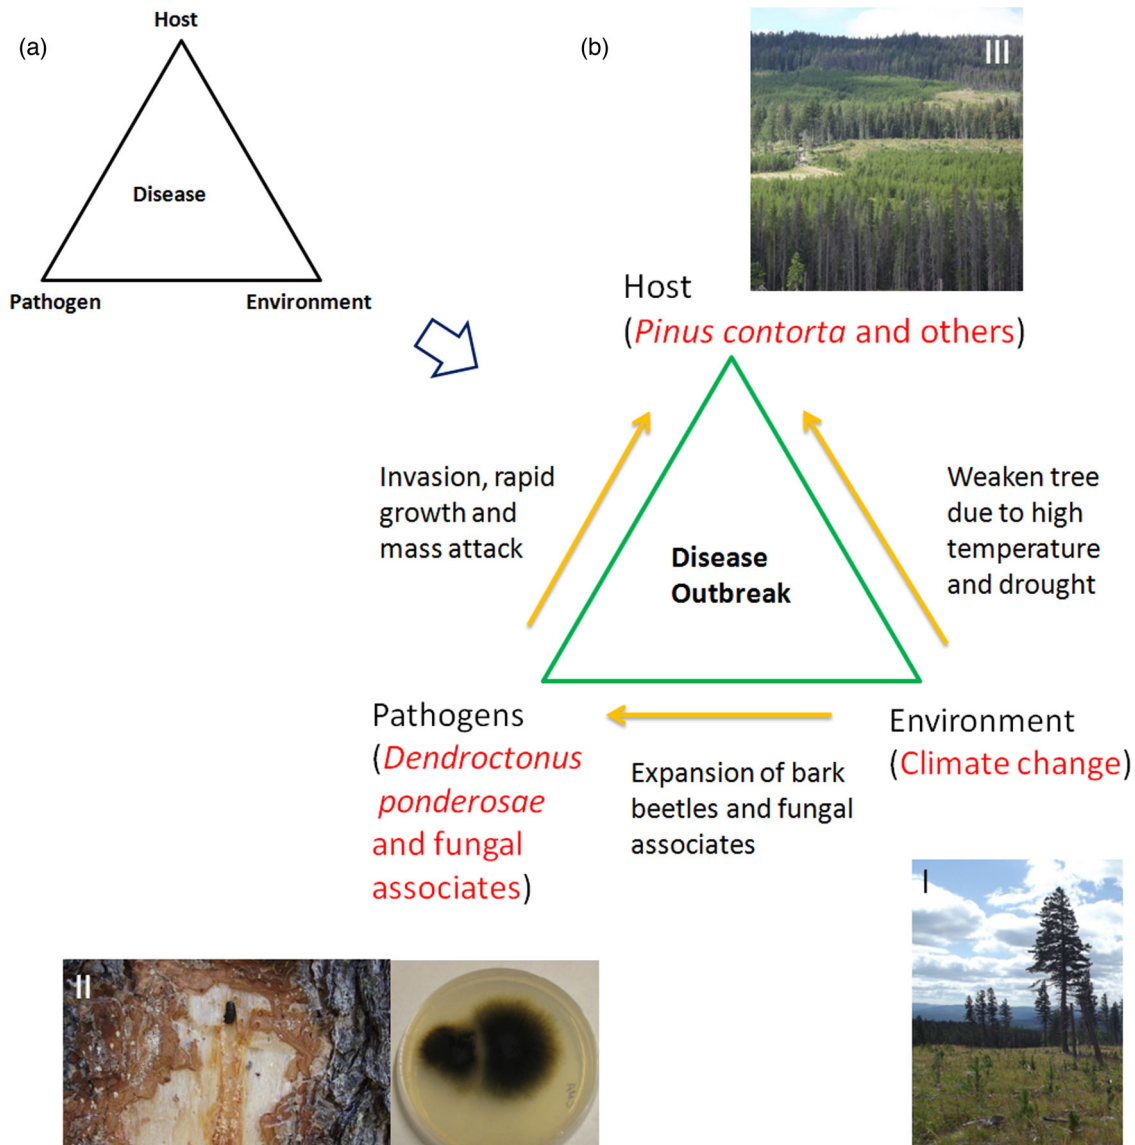 (a)
Host
Disease
Pathogen
Environment
(b)
III
Host
(Pinus contorta and others)
Invasion, rapid
growth and
mass attack
Weaken tree
due to high
temperature
and drought
Disease
Outbreak
Pathogens
(Dendroctonus
ponderosae
and fungal
associates)
Environment
(Climate change)
Expansion of bark
beetles and fungal
associates
I
II